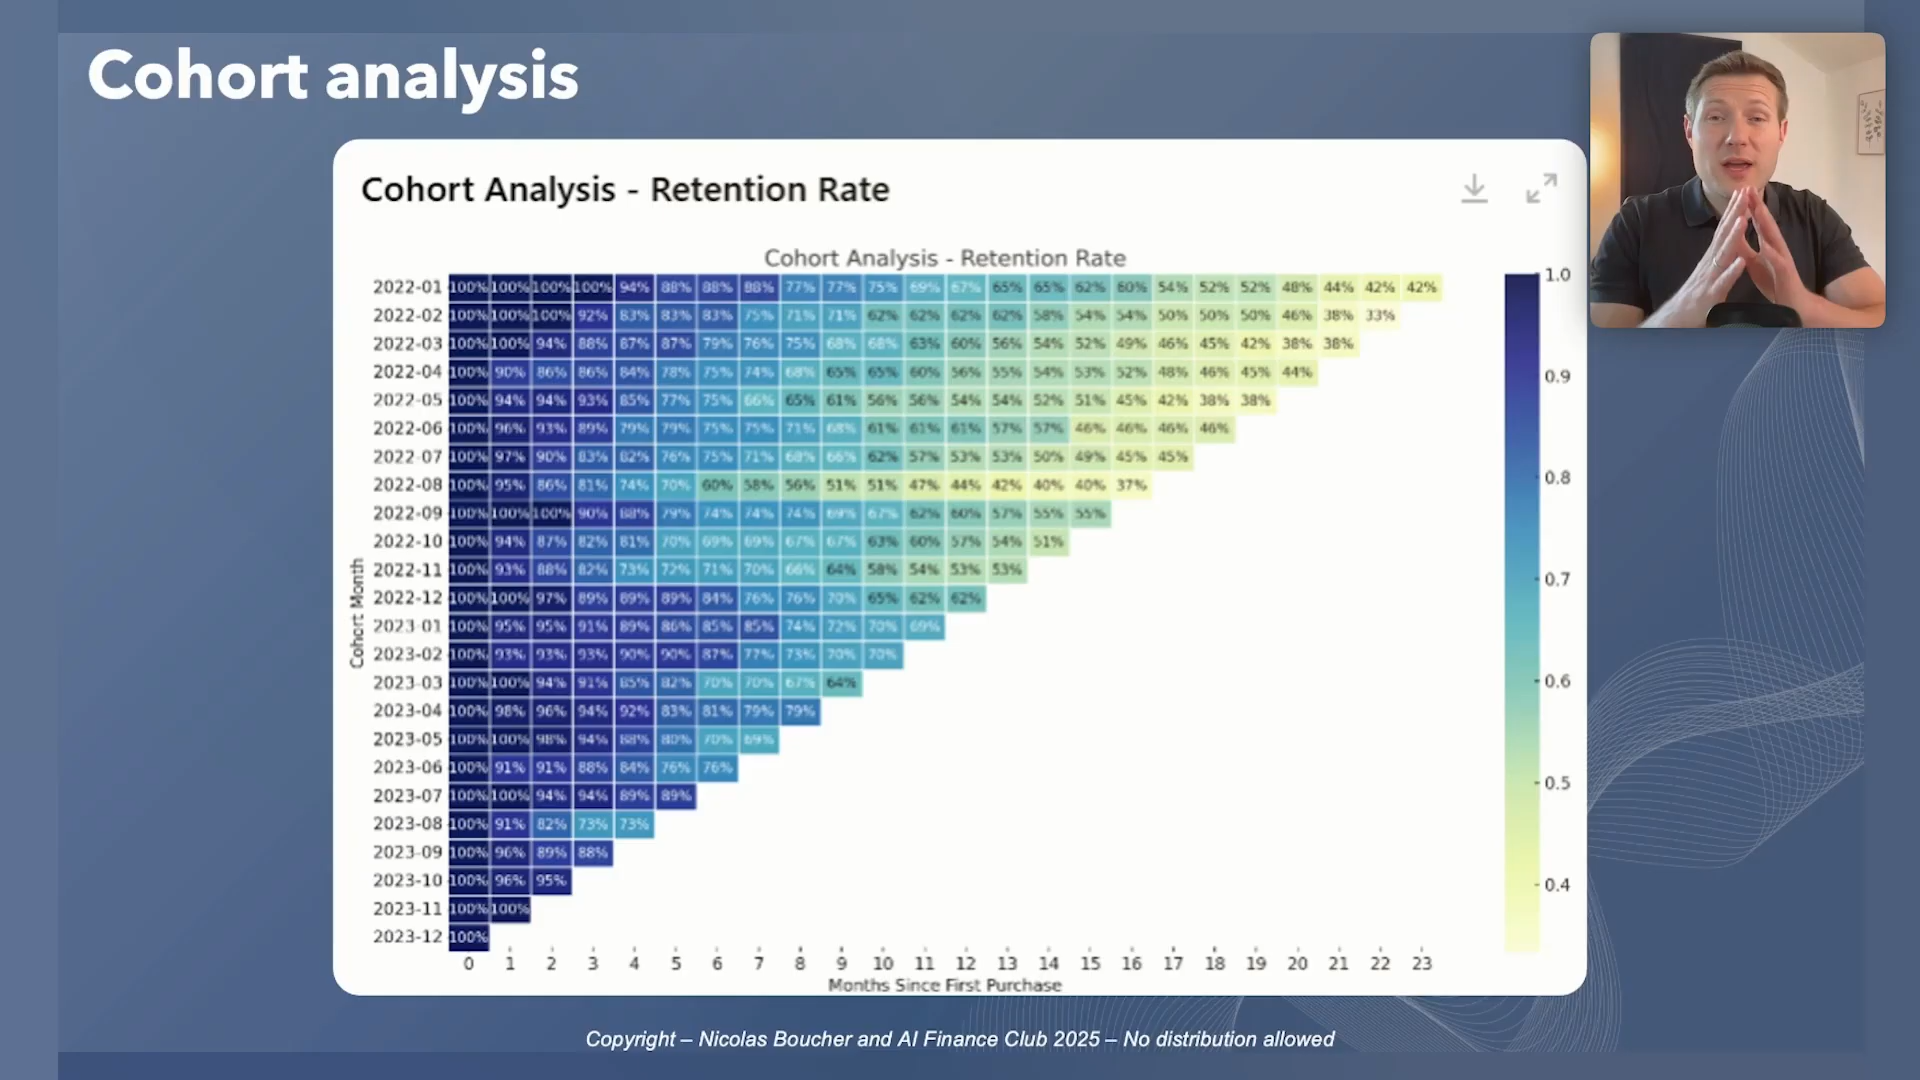 Cohort analysis
Cohort Analysis - Retention Rate
Cohort Analysis - Retention Rate
Cohort Month
2022-01 100% 100% 100% 100% 94% 88% 88% 88% 77% 77% 75% 69% 67% 65% 65% 62% 60% 54% 52% 52% 48% 44% 42% 42%
2022-02 100% 100% 100% 92% 83% 83% 83% 75% 71% 71% 62% 62% 62% 62% 58% 54% 54% 50% 50% 50% 46% 38% 33%
2022-03 100% 100% 94% 88% 87% 87% 79% 76% 75% 68% 68% 63% 60% 56% 54% 52% 49% 46% 45% 42% 38% 38%
2022-04 100% 90% 86% 86% 84% 78% 75% 74% 68% 65% 65% 60% 56% 55% 54% 53% 52% 48% 46% 45% 44%
2022-05 100% 94% 94% 93% 85% 77% 75% 66% 65% 61% 56% 56% 54% 54% 52% 51% 45% 42% 38% 38%
2022-06 100% 96% 93% 89% 79% 79% 75% 75% 71% 68% 61% 61% 61% 57% 57% 46% 46% 46% 46%
2022-07 100% 97% 90% 83% 82% 76% 75% 71% 68% 66% 62% 57% 53% 53% 50% 49% 45% 45%
2022-08 100% 95% 86% 81% 74% 70% 60% 58% 56% 51% 51% 47% 44% 42% 40% 40% 37%
2022-09 100% 100% 100% 90% 88% 79% 74% 74% 74% 69% 67% 62% 60% 57% 55% 55%
2022-10 100% 94% 87% 82% 81% 70% 69% 69% 67% 67% 63% 60% 57% 54% 51%
2022-11 100% 93% 88% 82% 73% 72% 71% 70% 66% 64% 58% 54% 53% 53%
2022-12 100% 100% 97% 89% 89% 89% 84% 76% 76% 70% 65% 62% 62%
2023-01 100% 95% 95% 91% 89% 86% 85% 85% 74% 72% 70% 69%
2023-02 100% 93% 93% 93% 90% 90% 87% 77% 73% 70% 70%
2023-03 100% 100% 94% 91% 85% 82% 70% 70% 67% 64%
2023-04 100% 98% 96% 94% 92% 83% 81% 79% 79%
2023-05 100% 100% 98% 94% 88% 80% 70% 69%
2023-06 100% 91% 91% 88% 84% 76% 76%
2023-07 100% 100% 94% 94% 89% 89%
2023-08 100% 91% 82% 73% 73%
2023-09 100% 96% 89% 88%
2023-10 100% 96% 95%
2023-11 100% 100%
2023-12 100%
0 1 2 3 4 5 6 7 8 9 10 11 12 13 14 15 16 17 18 19 20 21 22 23
Months Since First Purchase
1.0
0.9
0.8
0.7
0.6
0.5
0.4
Copyright – Nicolas Boucher and AI Finance Club 2025 – No distribution allowed